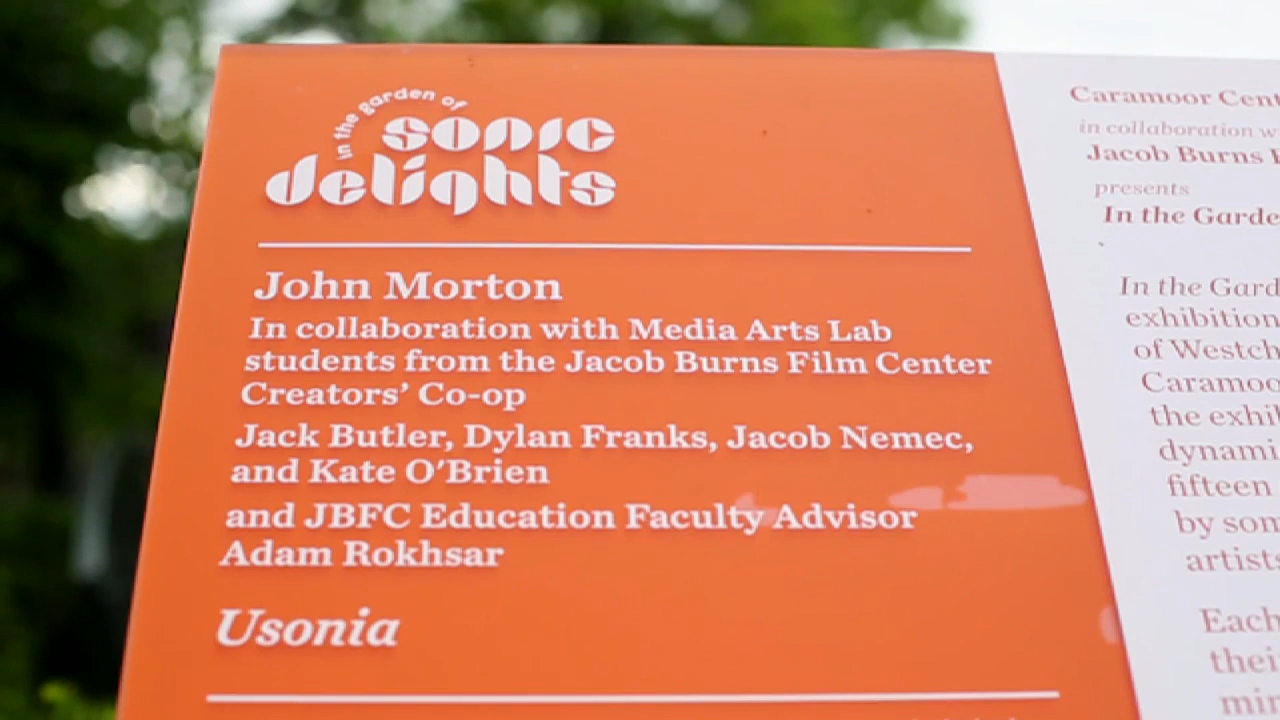 in the garden of
sonic
delights
John Morton
In collaboration with Media Arts Lab
students from the Jacob Burns Film Center
Creators' Co-op
Jack Butler, Dylan Franks, Jacob Nemec,
and Kate O'Brien
and JBFC Education Faculty Advisor
Adam Rokhsar
Usonia
Caramoor Cent
in collaboration w
Jacob Burns F
presents
In the Garde
In the Gard
exhibition
of Westch
Caramoo
the exhi
dynami
fifteen
by som
artists
Each
thei
mir